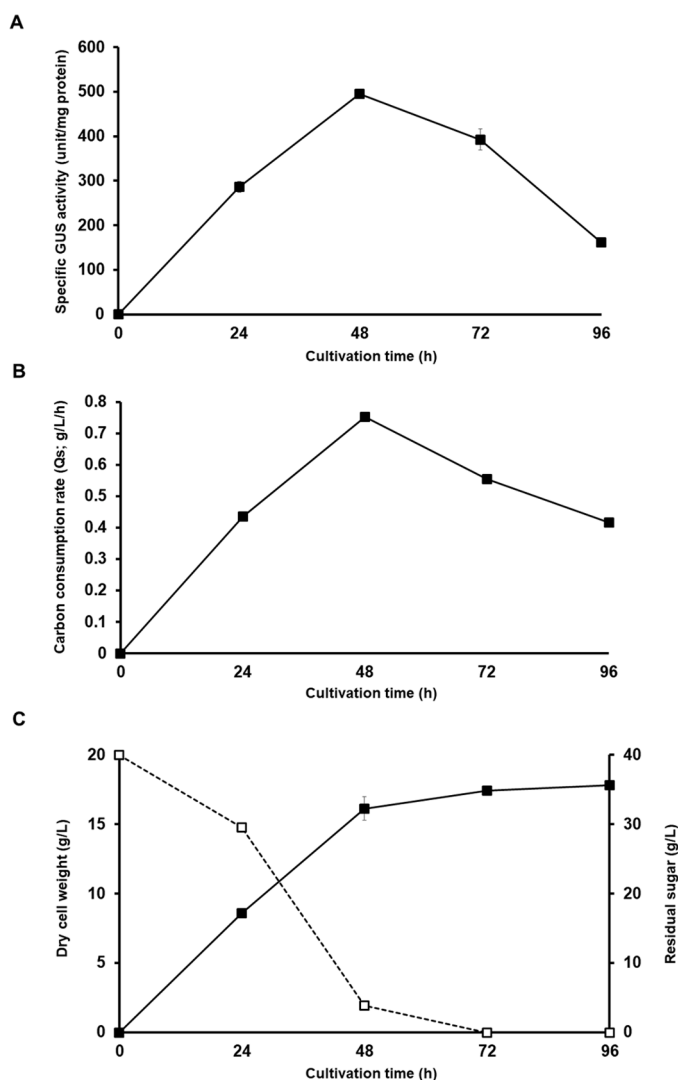 A
Specific GUS activity (unit/mg protein)
600
500
400
300
200
100
0
0 24 48 72 96
Cultivation time (h)
B
Carbon consumption rate (Qs; g/L/h)
0.8
0.7
0.6
0.5
0.4
0.3
0.2
0.1
0
0 24 48 72 96
Cultivation time (h)
C
Dry cell weight (g/L)
20
15
10
5
0
40
30
20
10
0
Residual sugar (g/L)
0 24 48 72 96
Cultivation time (h)